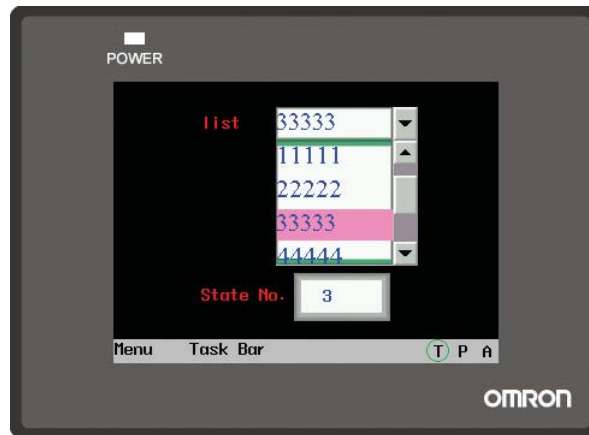 POWER
list 33333
11111
22222
33333
44444
State No. 3
Menu Task Bar T P A
OMRON